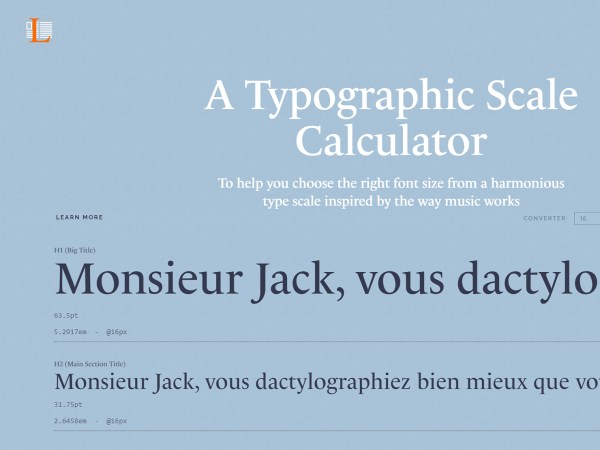 L
A Typographic Scale
Calculator
To help you choose the right font size from a harmonious
type scale inspired by the way music works
LEARN MORE
CONVERTER 16
H1 (Big Title)
Monsieur Jack, vous dactylo
63.5pt
5.2917em - @16px
H2 (Main Section Title)
Monsieur Jack, vous dactylographiez bien mieux que vo
31.75pt
2.6458em - @16px